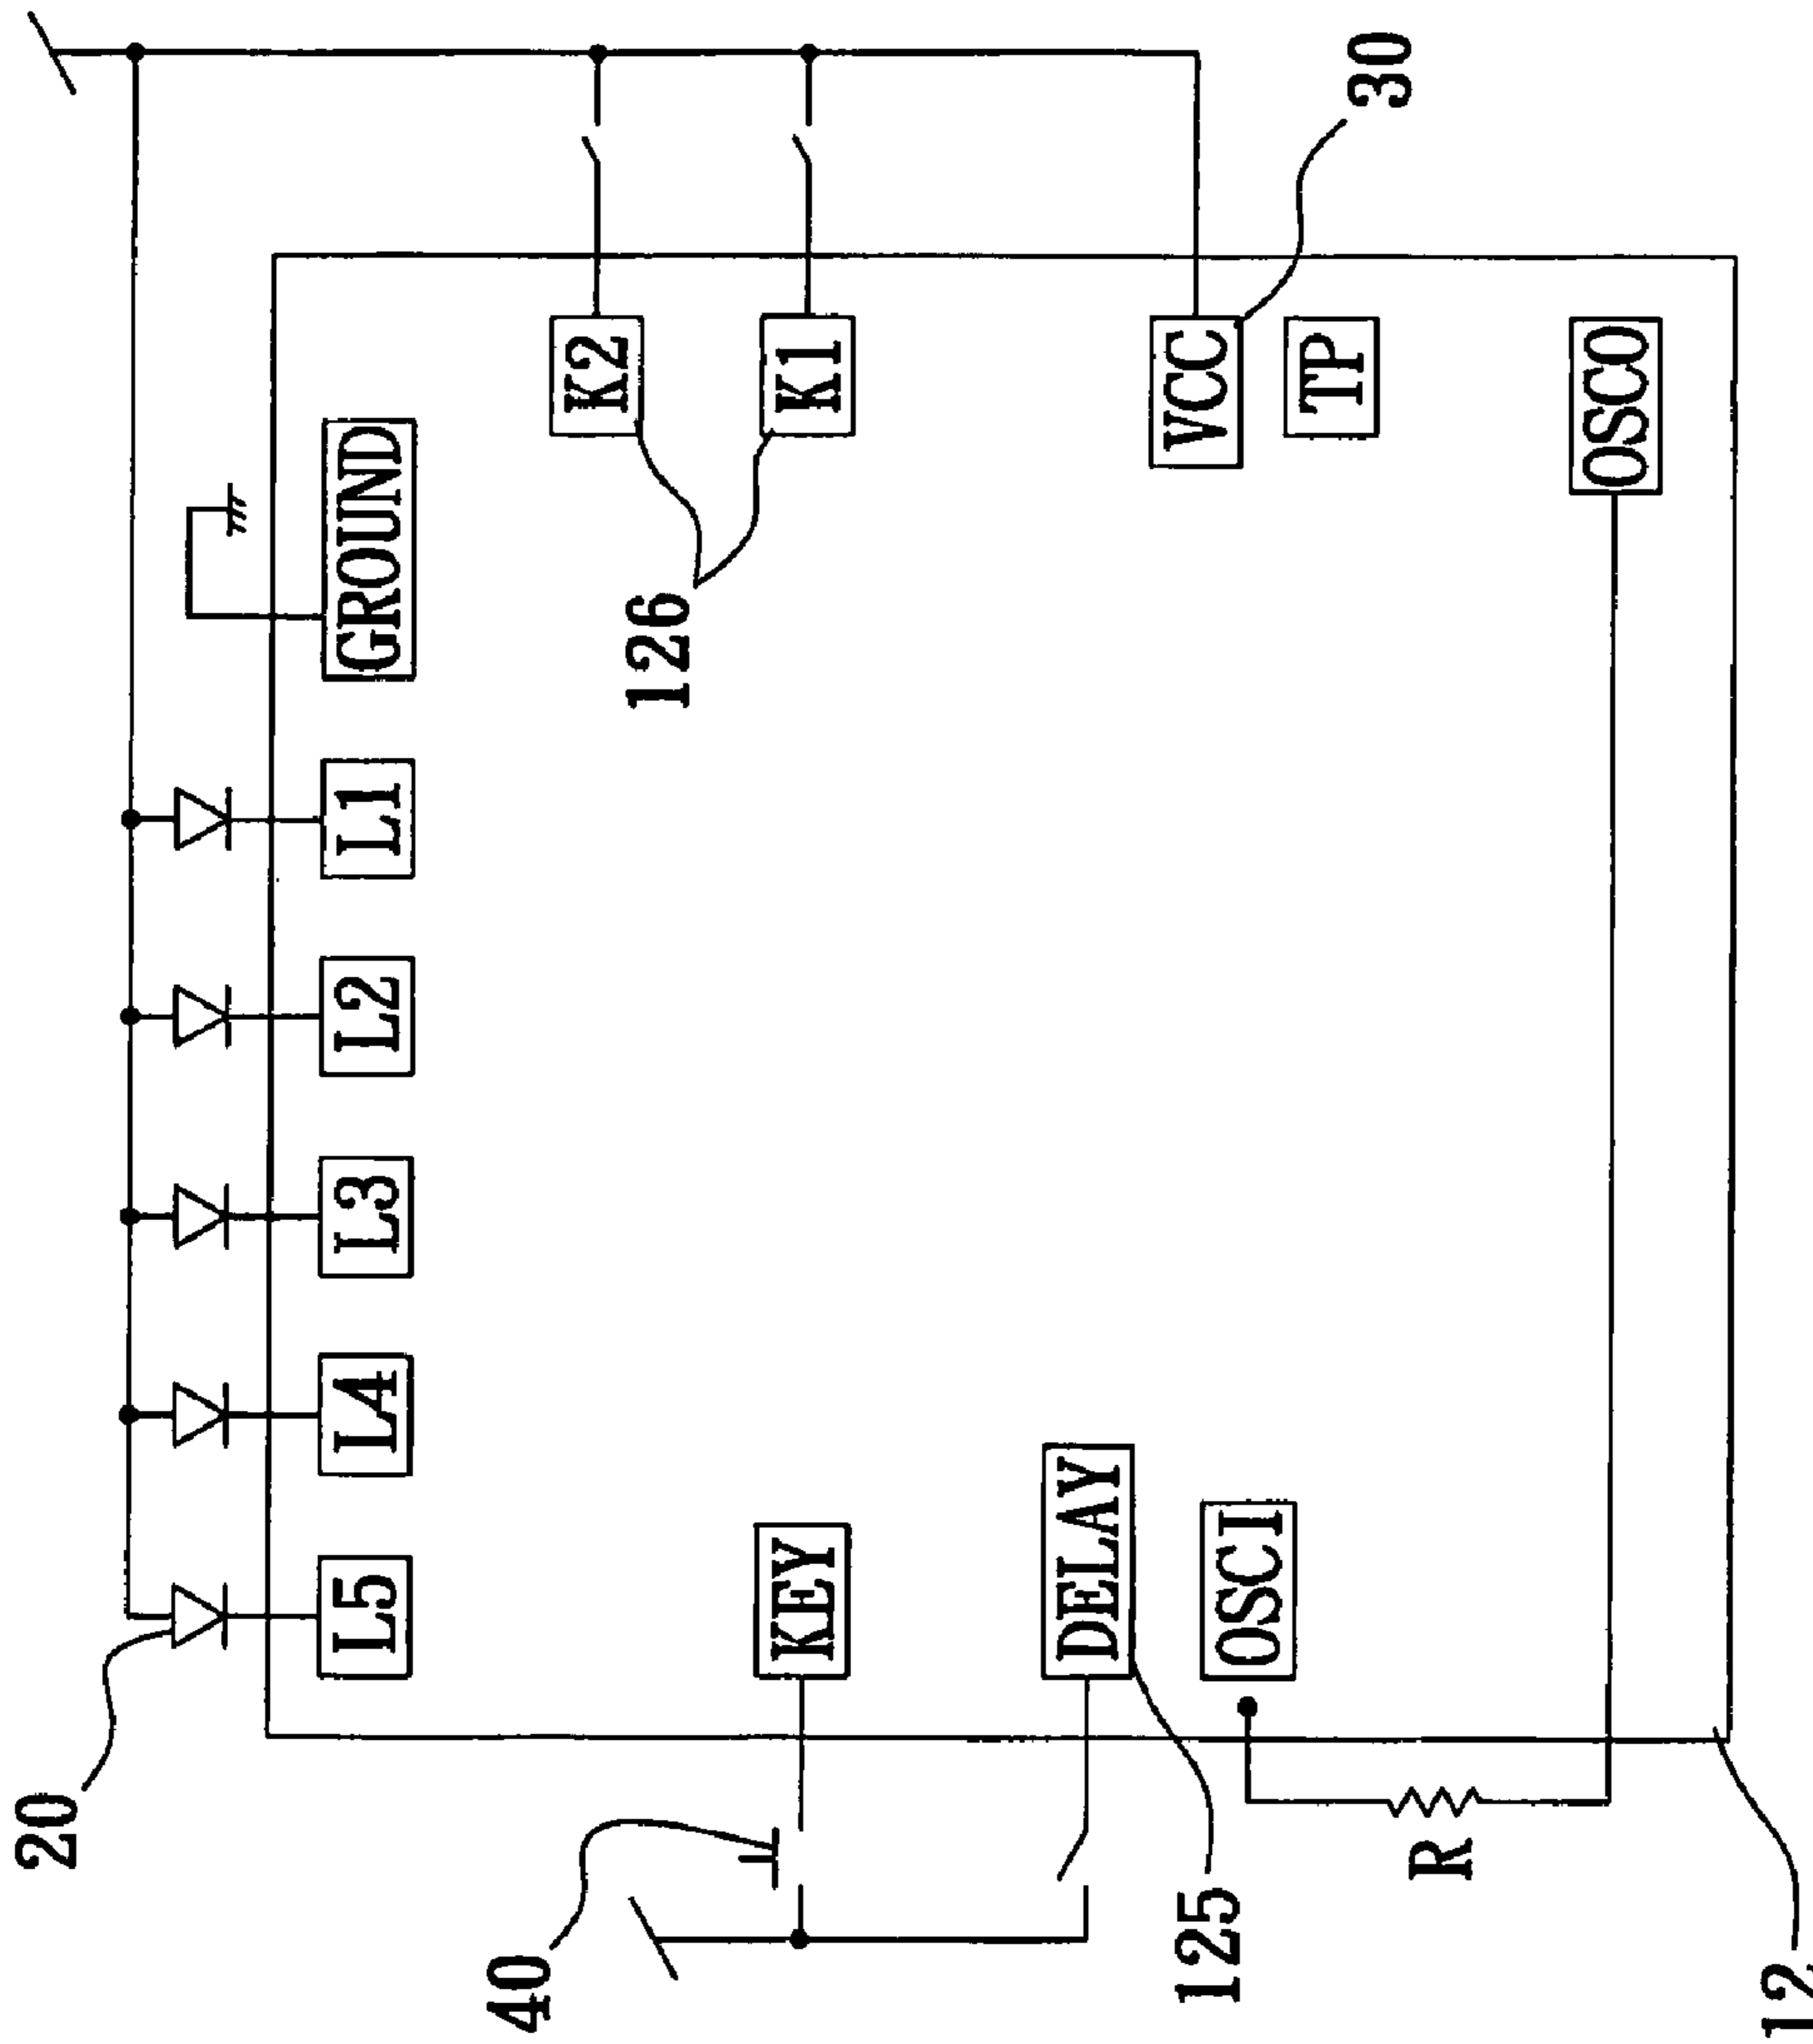 20
L5
L4
L3
L2
L1
GROUND
40
K2
126
KEY
K1
DELAY
VCC
125
OSCI
TP
30
R
OSCO
12